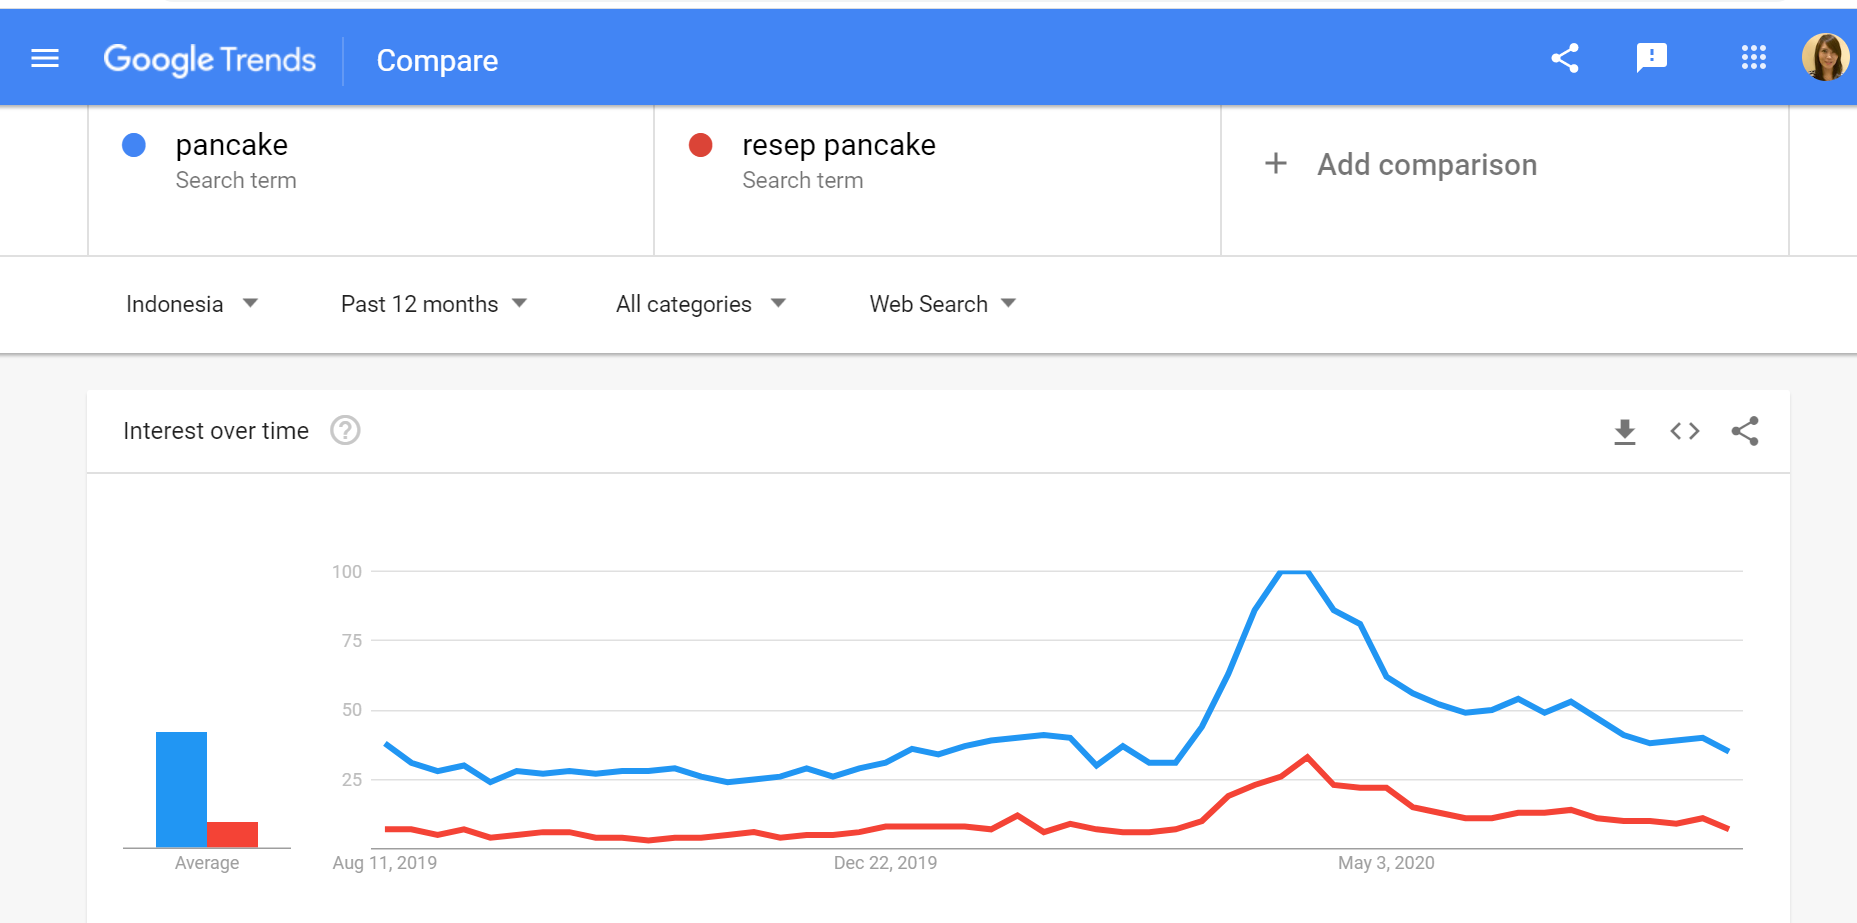 Google Trends Compare
pancake
Search term
resep pancake
Search term
+ Add comparison
Indonesia Past 12 months All categories Web Search
Interest over time ?
100
75
50
25
Average
Aug 11, 2019 Dec 22, 2019 May 3, 2020